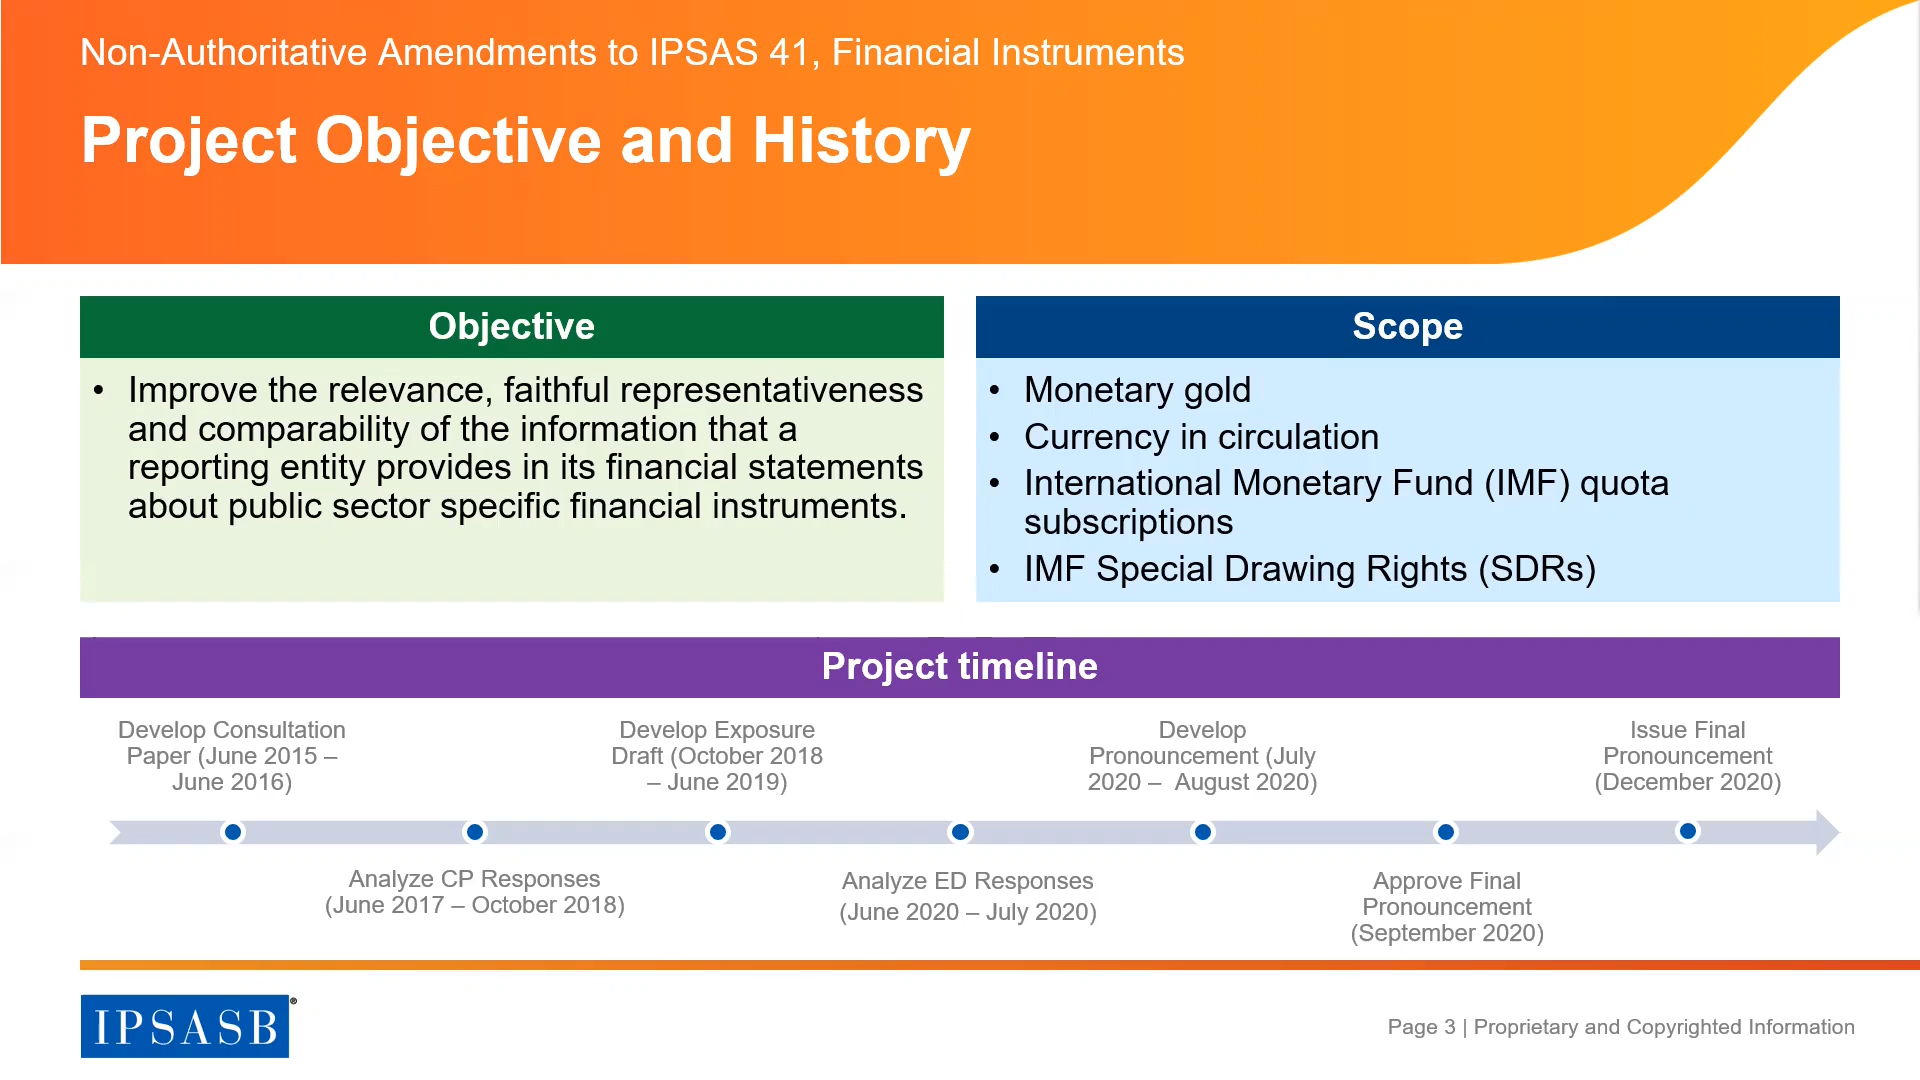 Non-Authoritative Amendments to IPSAS 41, Financial Instruments
Project Objective and History
Objective
• Improve the relevance, faithful representativeness
and comparability of the information that a
reporting entity provides in its financial statements
about public sector specific financial instruments.
Scope
• Monetary gold
• Currency in circulation
• International Monetary Fund (IMF) quota
subscriptions
• IMF Special Drawing Rights (SDRs)
Project timeline
Develop Consultation
Paper (June 2015 –
June 2016)
Analyze CP Responses
(June 2017 – October 2018)
Develop Exposure
Draft (October 2018
– June 2019)
Analyze ED Responses
(June 2020 – July 2020)
Develop
Pronouncement (July
2020 –  August 2020)
Approve Final
Pronouncement
(September 2020)
Issue Final
Pronouncement
(December 2020)
IPSASB®
Page 3 | Proprietary and Copyrighted Information